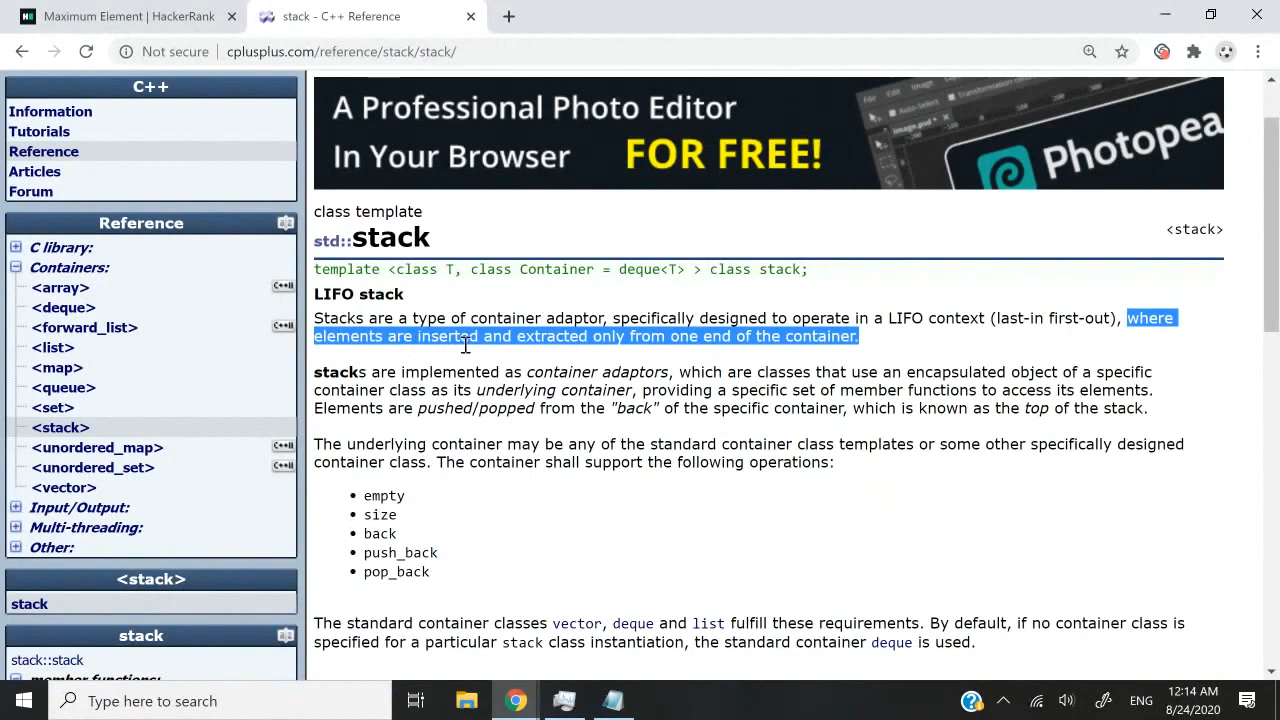 Maximum Element | HackerRank
stack - C++ Reference
Not secure
cplusplus.com/reference/stack/stack/
C++
Information
Tutorials
Reference
Articles
Forum
Reference
C library:
Containers:
<array>
<deque>
<forward_list>
<list>
<map>
<queue>
<set>
<stack>
<unordered_map>
<unordered_set>
<vector>
Input/Output:
Multi-threading:
Other:
<stack>
stack
stack
stack::stack
member functions:
A Professional Photo Editor
In Your Browser FOR FREE!
Photopea
class template
std::stack
<stack>
template <class T, class Container = deque<T> > class stack;
LIFO stack
Stacks are a type of container adaptor, specifically designed to operate in a LIFO context (last-in first-out), where
elements are inserted and extracted only from one end of the container.
stacks are implemented as container adaptors, which are classes that use an encapsulated object of a specific
container class as its underlying container, providing a specific set of member functions to access its elements.
Elements are pushed/popped from the "back" of the specific container, which is known as the top of the stack.
The underlying container may be any of the standard container class templates or some other specifically designed
container class. The container shall support the following operations:
• empty
• size
• back
• push_back
• pop_back
The standard container classes vector, deque and list fulfill these requirements. By default, if no container class is
specified for a particular stack class instantiation, the standard container deque is used.
Type here to search
ENG
12:14 AM
8/24/2020